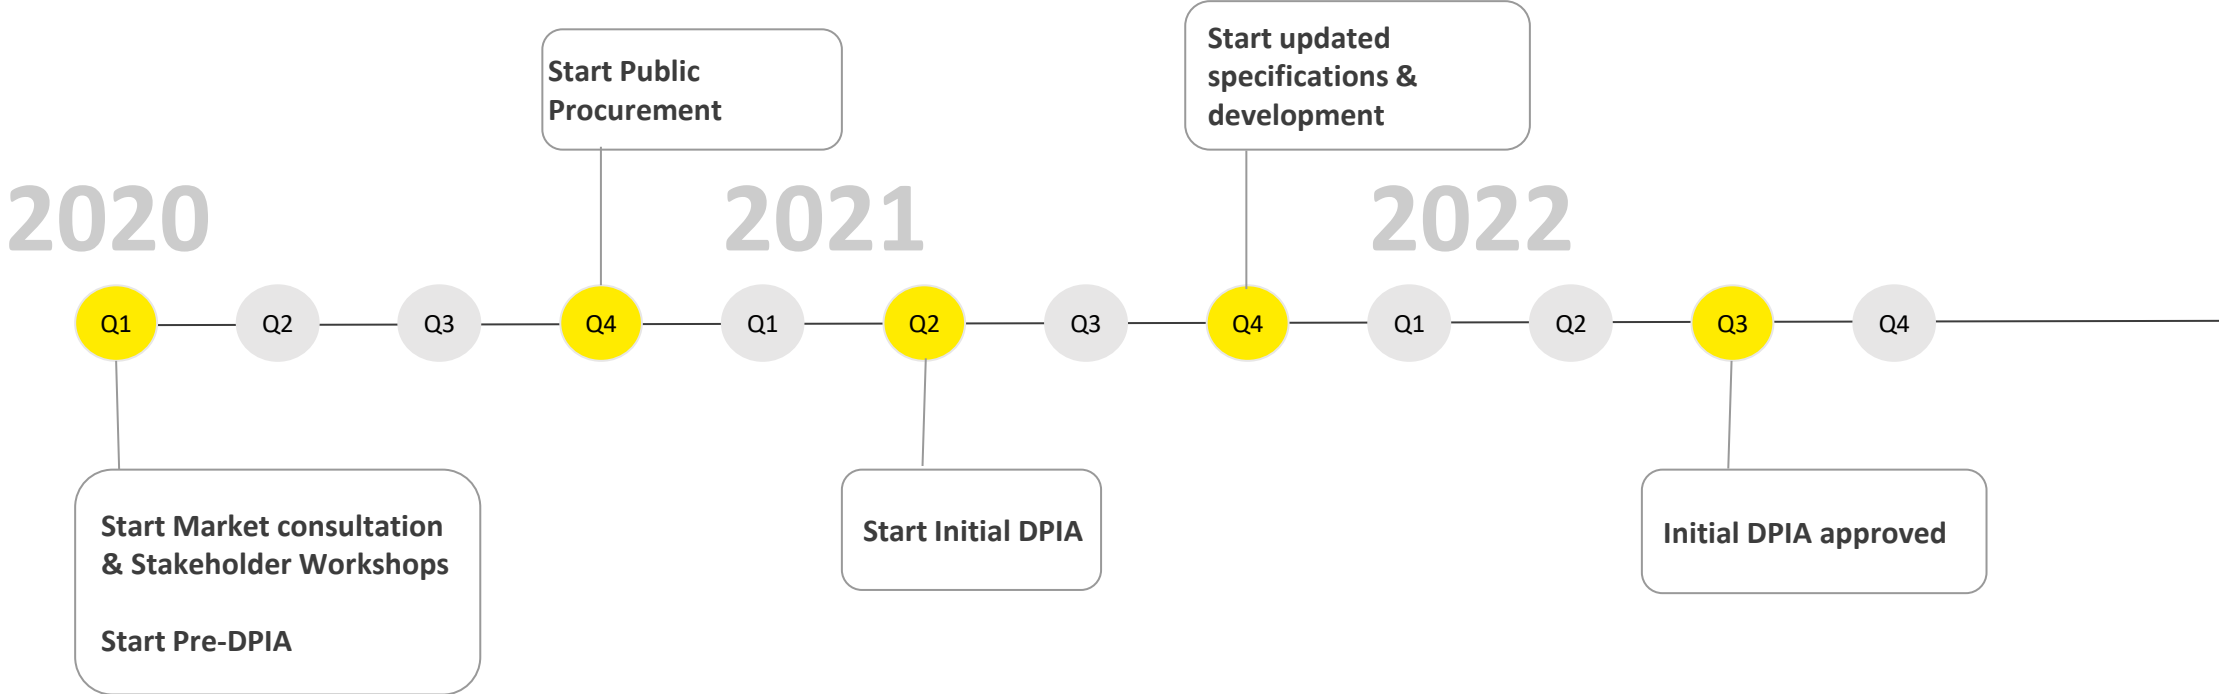 Start Public
Procurement
Start updated
specifications &
development
2020
2021
2022
Q1
Q2
Q3
Q4
Q1
Q2
Q3
Q4
Q1
Q2
Q3
Q4
Start Market consultation
& Stakeholder Workshops
Start Pre-DPIA
Start Initial DPIA
Initial DPIA approved